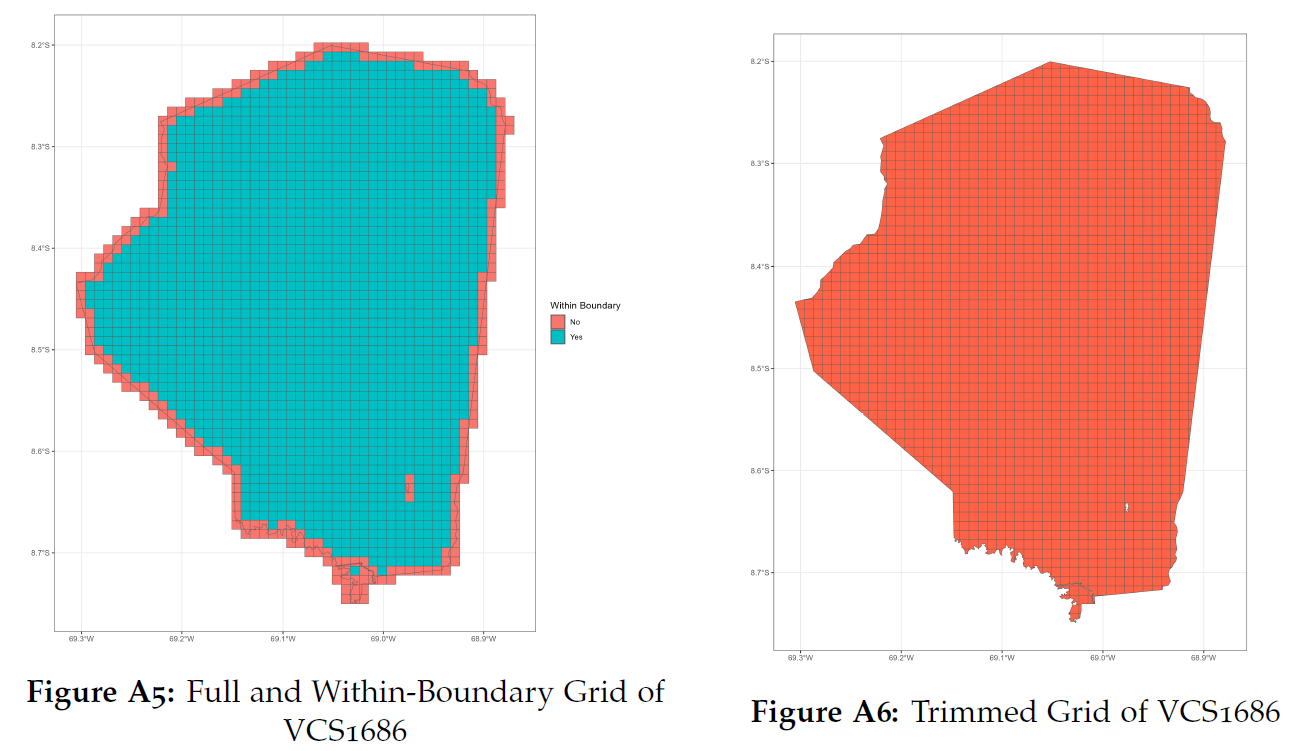 8.2°S
8.3°S
8.4°S
8.5°S
8.6°S
8.7°S
69.3°W 69.2°W 69.1°W 69.0°W 68.9°W
Within Boundary
No
Yes
Figure A5: Full and Within-Boundary Grid of
VCS1686
8.2°S
8.3°S
8.4°S
8.5°S
8.6°S
8.7°S
69.3°W 69.2°W 69.1°W 69.0°W 68.9°W
Figure A6: Trimmed Grid of VCS1686